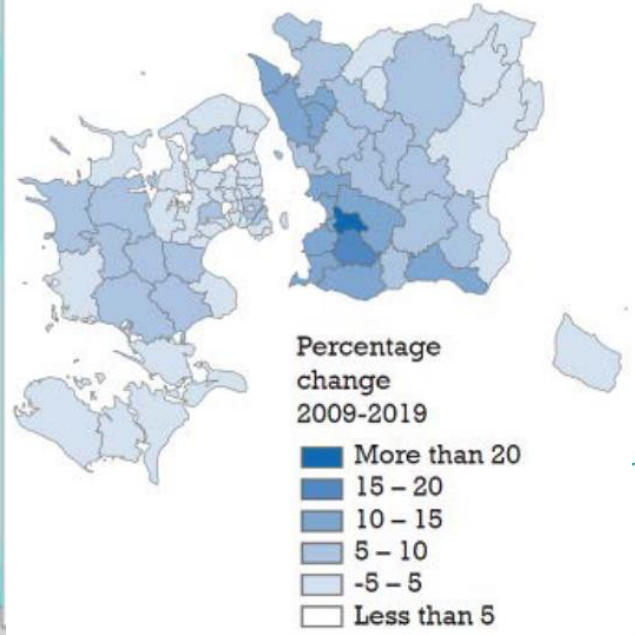 Percentage
change
2009-2019
More than 20
15 – 20
10 – 15
5 – 10
-5 – 5
Less than 5